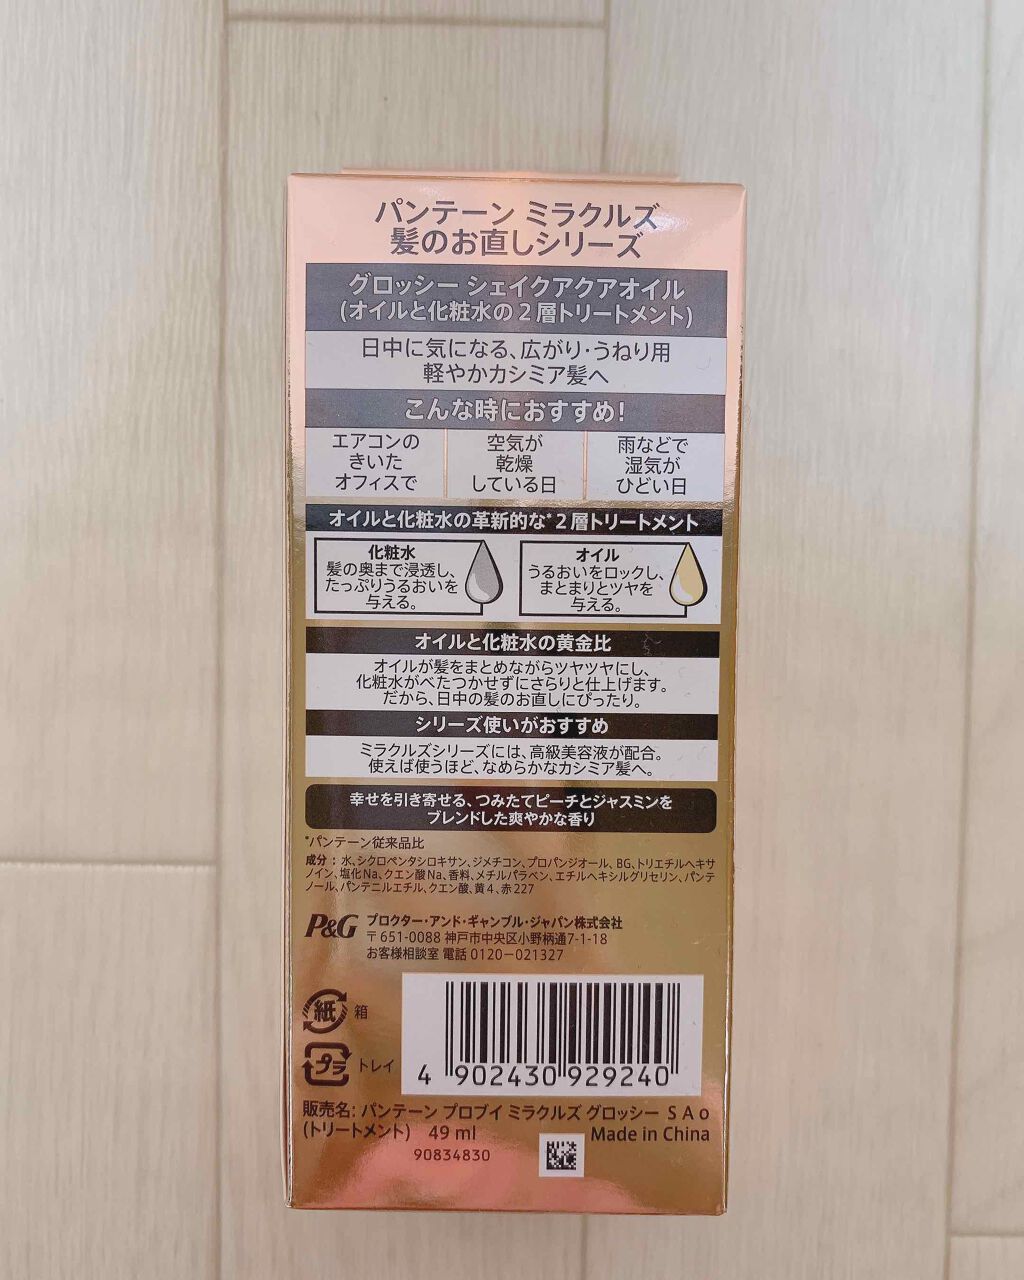 パンテーン ミラクルズ
髪のお直しシリーズ
グロッシー シェイクアクアオイル
(オイルと化粧水の2層トリートメント)
日中に気になる、広がり・うねり用
軽やかカシミア髪へ
こんな時におすすめ!
エアコンの
きいた
オフィスで
空気が
乾燥
している日
雨などで
湿気が
ひどい日
オイルと化粧水の革新的な*2層トリートメント
化粧水
髪の奥まで浸透し、
たっぷりうるおいを
与える。
オイル
うるおいをロックし、
まとまりとツヤを
与える。
オイルと化粧水の黄金比
オイルが髪をまとめながらツヤツヤにし、
化粧水がべたつかせずにさらりと仕上げます。
だから、日中の髪のお直しにぴったり。
シリーズ使いがおすすめ
ミラクルズシリーズには、高級美容液が配合。
使えば使うほど、なめらかなカシミア髪へ。
幸せを引き寄せる、つみたてピーチとジャスミンを
ブレンドした爽やかな香り
*パンテーン従来品比
成分:水、シクロペンタシロキサン、ジメチコン、プロパンジオール、BG、トリエチルヘキサ
ノイン、塩化Na、クエン酸Na、香料、メチルパラベン、エチルヘキシルグリセリン、パンテ
ノール、パンテニルエチル、クエン酸、黄4、赤227
P&G プロクター・アンド・ギャンブル・ジャパン株式会社
〒651-0088 神戸市中央区小野柄通7-1-18
お客様相談室 電話 0120-021327
紙 箱
プラ トレイ
4 902430 929240
販売名: パンテーン プロブイ ミラクルズ グロッシー S A o
(トリートメント) 49 ml Made in China
90834830